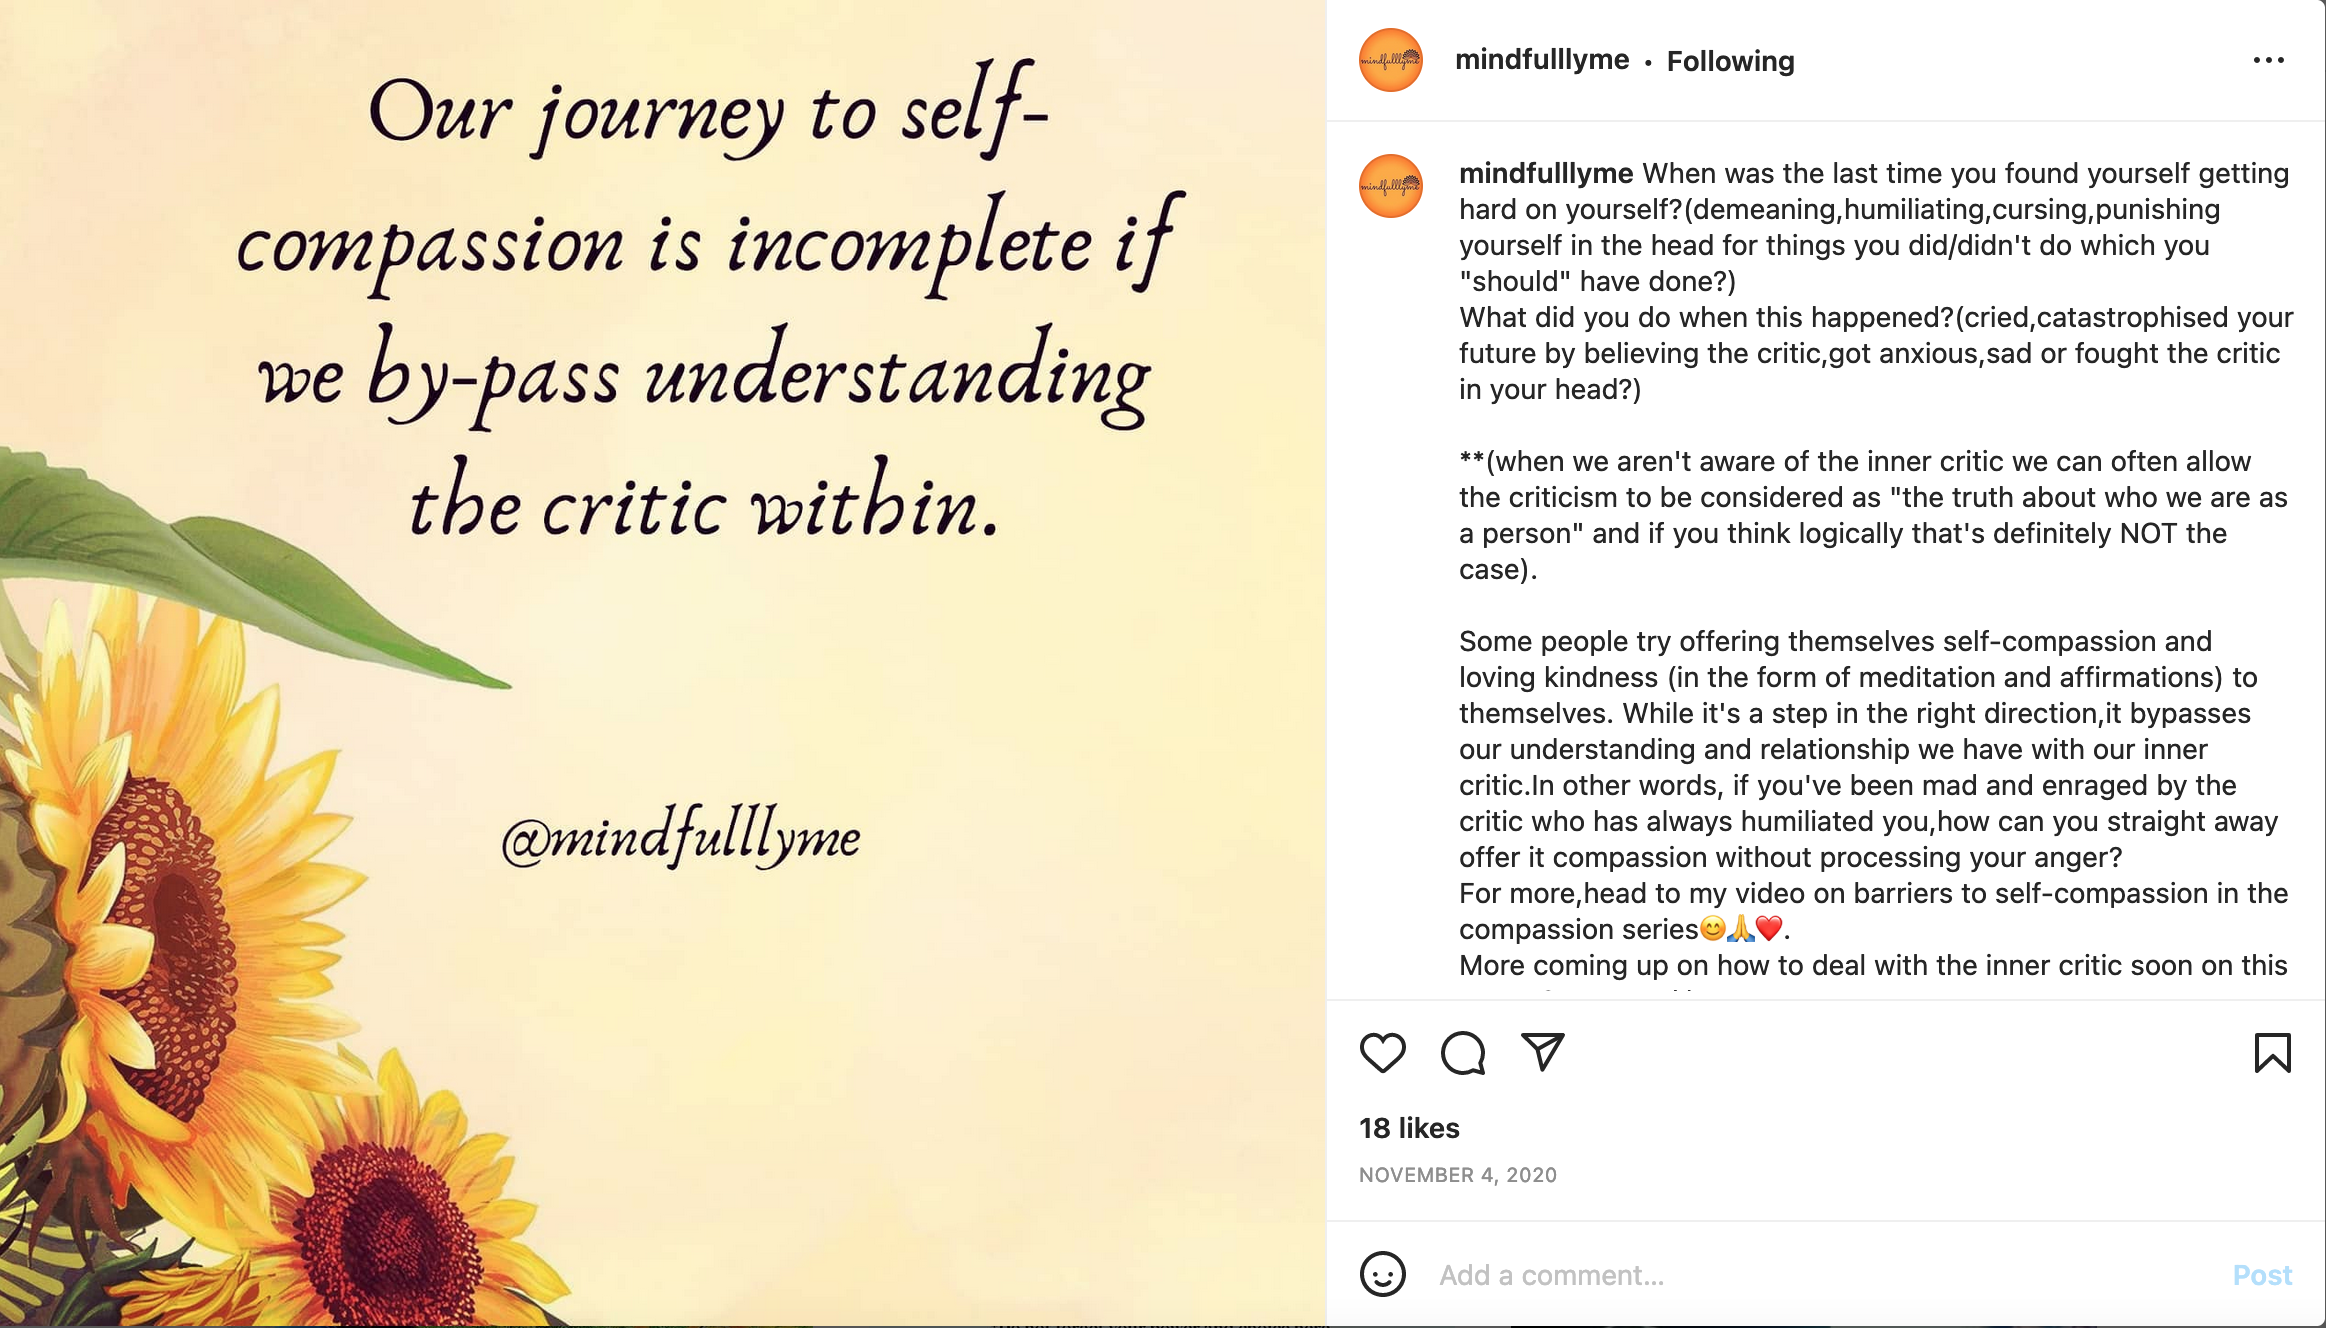 Our journey to self-
compassion is incomplete if
we by-pass understanding
the critic within.
@mindfulllyme
mindfulllyme
mindfulllyme • Following
mindfulllyme
mindfulllyme When was the last time you found yourself getting
hard on yourself?(demeaning,humiliating,cursing,punishing
yourself in the head for things you did/didn't do which you
"should" have done?)
What did you do when this happened?(cried,catastrophised your
future by believing the critic,got anxious,sad or fought the critic
in your head?)
**(when we aren't aware of the inner critic we can often allow
the criticism to be considered as "the truth about who we are as
a person" and if you think logically that's definitely NOT the
case).
Some people try offering themselves self-compassion and
loving kindness (in the form of meditation and affirmations) to
themselves. While it's a step in the right direction,it bypasses
our understanding and relationship we have with our inner
critic.In other words, if you've been mad and enraged by the
critic who has always humiliated you,how can you straight away
offer it compassion without processing your anger?
For more,head to my video on barriers to self-compassion in the
compassion series😊🙏❤️.
More coming up on how to deal with the inner critic soon on this
18 likes
NOVEMBER 4, 2020
Add a comment...
Post